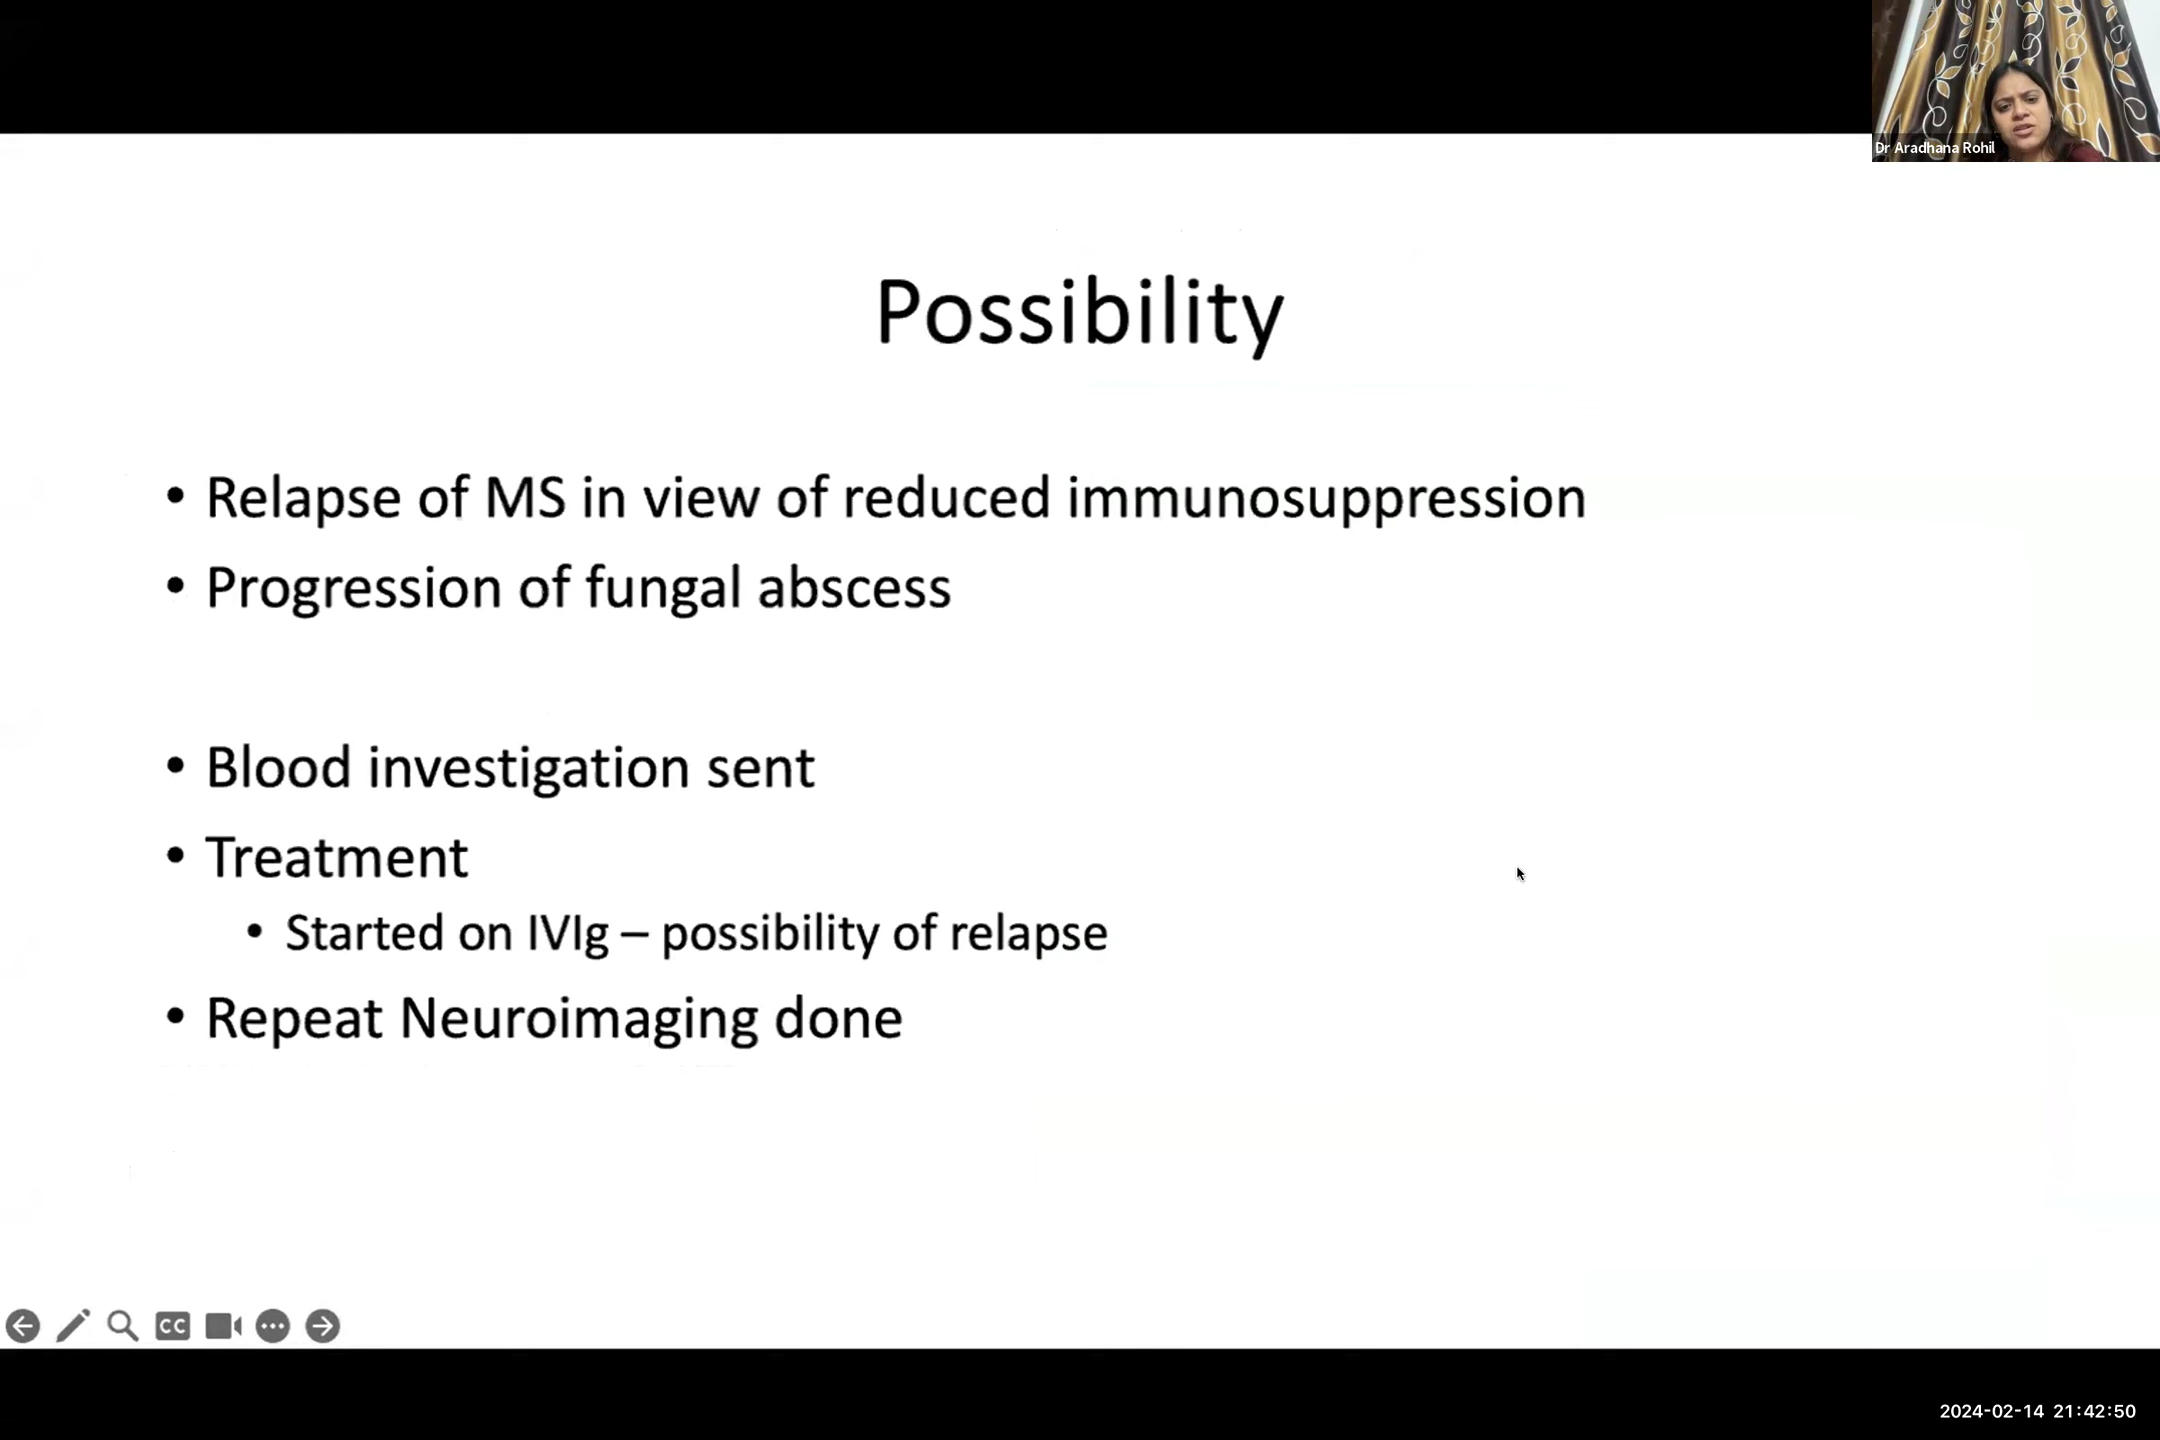 Dr Aradhana Rohil
Possibility
• Relapse of MS in view of reduced immunosuppression
• Progression of fungal abscess
• Blood investigation sent
• Treatment
• Started on IVIg – possibility of relapse
• Repeat Neuroimaging done
CC
2024-02-14 21:42:50